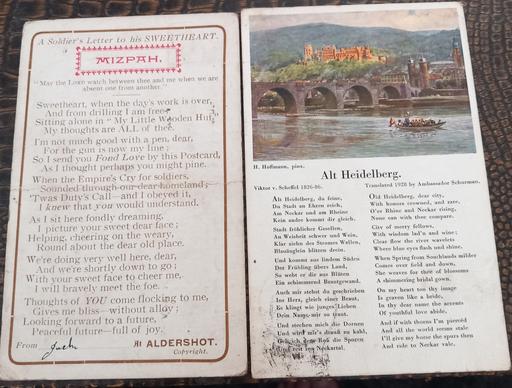 A Soldier's Letter to his SWEETHEART.
MIZPAH.
"May the LORD watch between thee and me when we are
absent one from another."
Sweetheart, when the day's work is over,
And from drilling I am free,
Sitting alone in "My Little Wooden Hut,"
My thoughts are ALL of thee.
I'm not much good with a pen, dear,
For the gun is now my line;
So I send you Fond Love by this Postcard,
As I thought perhaps you might pine.
When the Empire's Cry for soldiers,
Sounded through our dear homeland,
'Twas Duty's Call—and I obeyed it,
I knew that you would understand.
As I sit here fondly dreaming,
I picture your sweet dear face;
Helping, cheering on the weary,
Round about the dear old place.
We're doing very well here, dear,
And we're shortly down to go;
With your sweet face to cheer me,
I will bravely meet the foe.
Thoughts of YOU come flocking to me,
Gives me bliss—without alloy;
Looking forward to a future,
Peaceful future—full of joy.
From Jack At ALDERSHOT.
Copyright.
H. Hoffmann, pinx.
Alt Heidelberg.
Viktor v. Scheffel 1826-86.
Translated 1928 by Ambassador Schurman.
Alt Heidelberg, du feine,
Du Stadt an Ehren reich,
Am Neckar und am Rheine
Kein andre kommt dir gleich.
Stadt fröhlicher Gesellen,
An Weisheit schwer und Wein,
Klar ziehn des Stromes Wellen,
Blauäuglein blitzen drein.
Und kommt aus lindem Süden
Der Frühling übers Land,
So webt er dir aus Blüten
Ein schimmernd Brautgewand.
Auch mir stehst du geschrieben
Ins Herz, gleich einer Braut,
Es klingt wie junges Lieben
Dein Name mir so traut.
Und stechen mich die Dornen
Und wird mir's drauß zu kahl,
Geb ich dem Roß die Sporen
Und reit ins Neckartal.
Old Heidelberg, dear city,
With honors crowned, and rare,
O'er Rhine and Neckar rising,
None can with thee compare.
City of merry fellows,
With wisdom lad'n and wine;
Clear flow the river wavelets
Where blue eyes flash and shine.
When Spring from Southlands milder
Comes over field and down,
She weaves for thee of blossoms
A shimmering bridal gown.
On my heart too thy image
Is graven like a bride,
In thy dear name the accents
Of youthful love abide.
And if with thorns I'm pierced
And all the world seems stale
I'll give my horse the spurs then
And ride to Neckar vale.